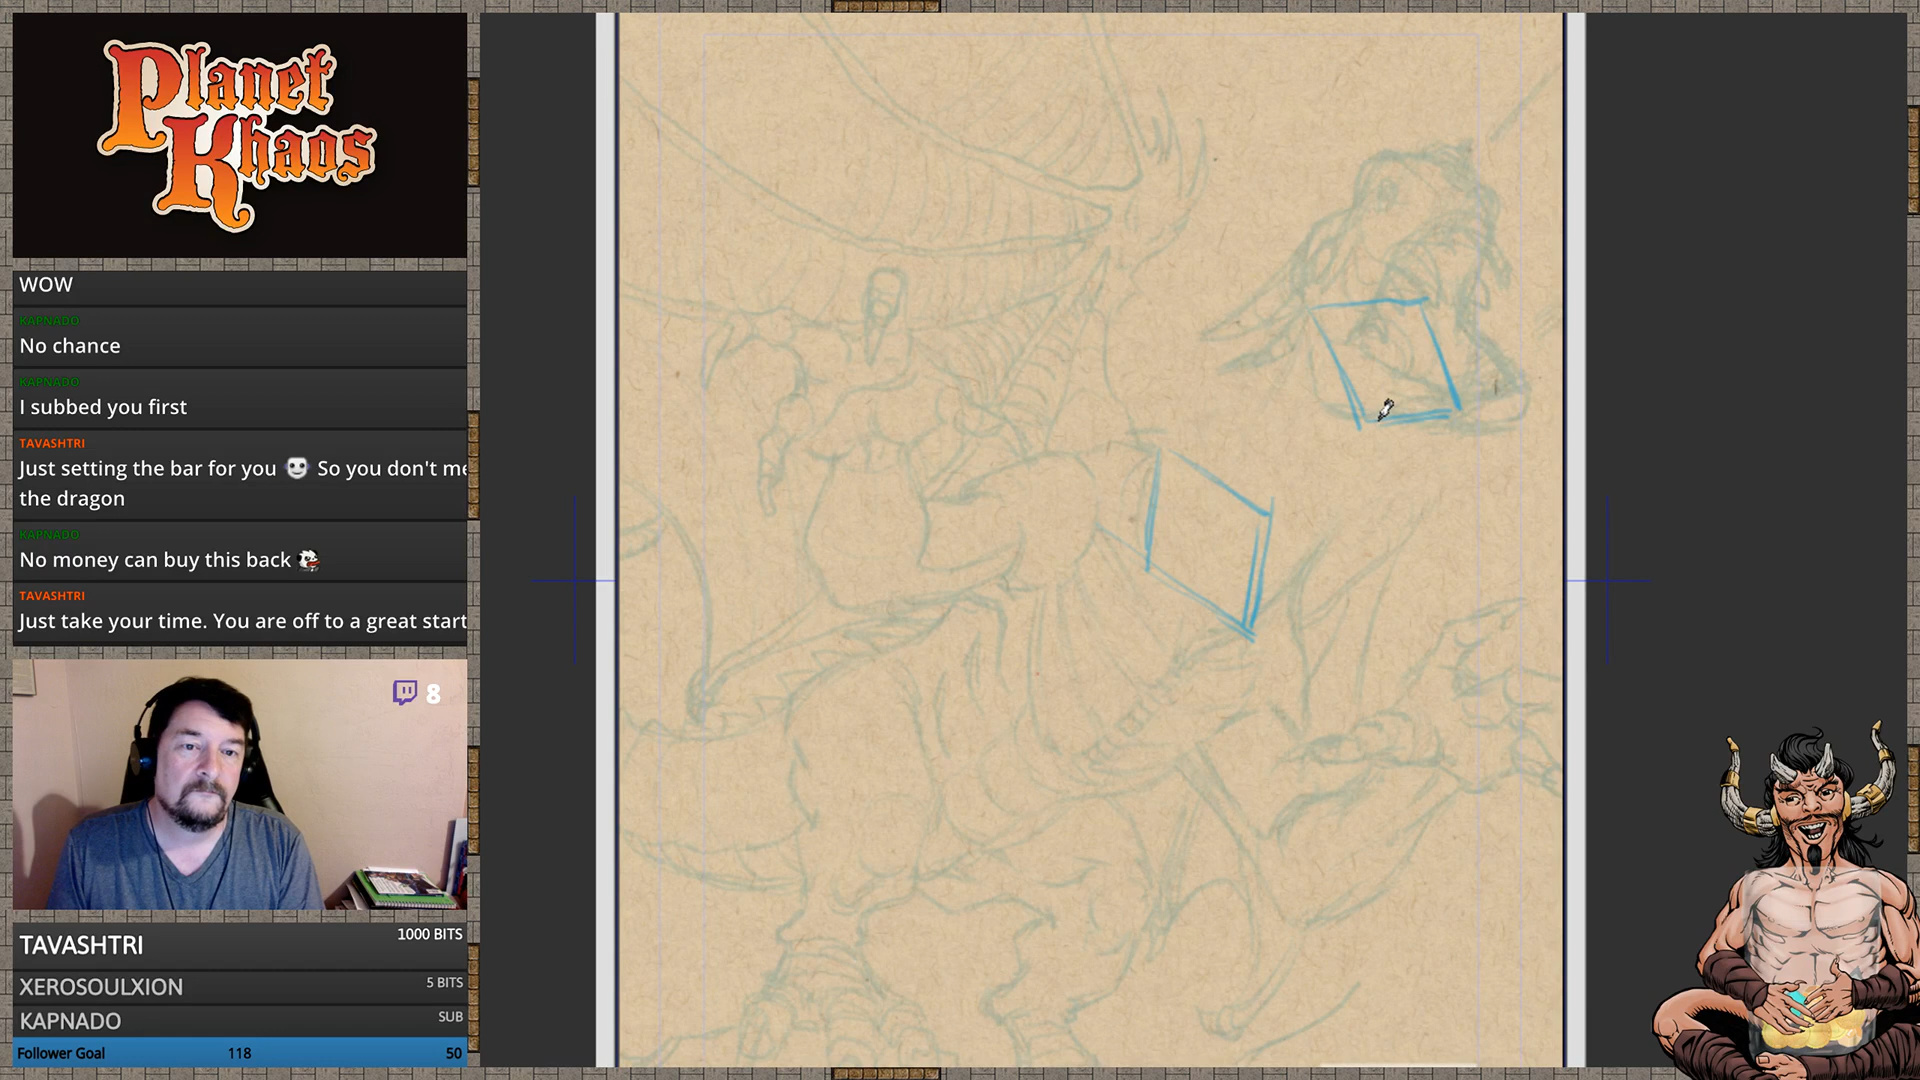 Planet
Khaos
WOW
KAPNADO
No chance
KAPNADO
I subbed you first
TAVASHTRI
Just setting the bar for you So you don't me
the dragon
KAPNADO
No money can buy this back
TAVASHTRI
Just take your time. You are off to a great start
8
TAVASHTRI 1000 BITS
XEROSOULXION 5 BITS
KAPNADO SUB
Follower Goal 118 50